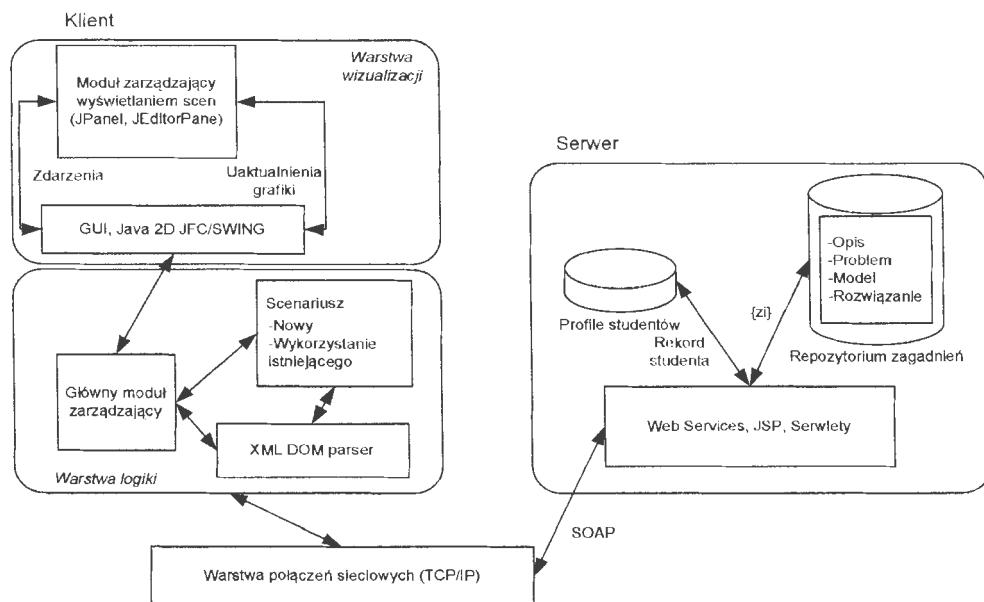 Klient
Warstwa
wizualizacji
Moduł zarządzający
wyświetlaniem scen
(JPanel, JEditorPane)
Zdarzenia
Uaktualnienia
grafiki
GUI, Java 2D JFC/SWING
Scenariusz
-Nowy
-Wykorzystanie
istniejącego
Główny moduł
zarządzający
XML DOM parser
Warstwa logiki
Warstwa połączeń sieciowych (TCP/IP)
SOAP
Serwer
-Opis
-Problem
-Model
-Rozwiązanie
Profile studentów
Rekord
studenta
{zi}
Repozytorium zagadnień
Web Services, JSP, Serwlety